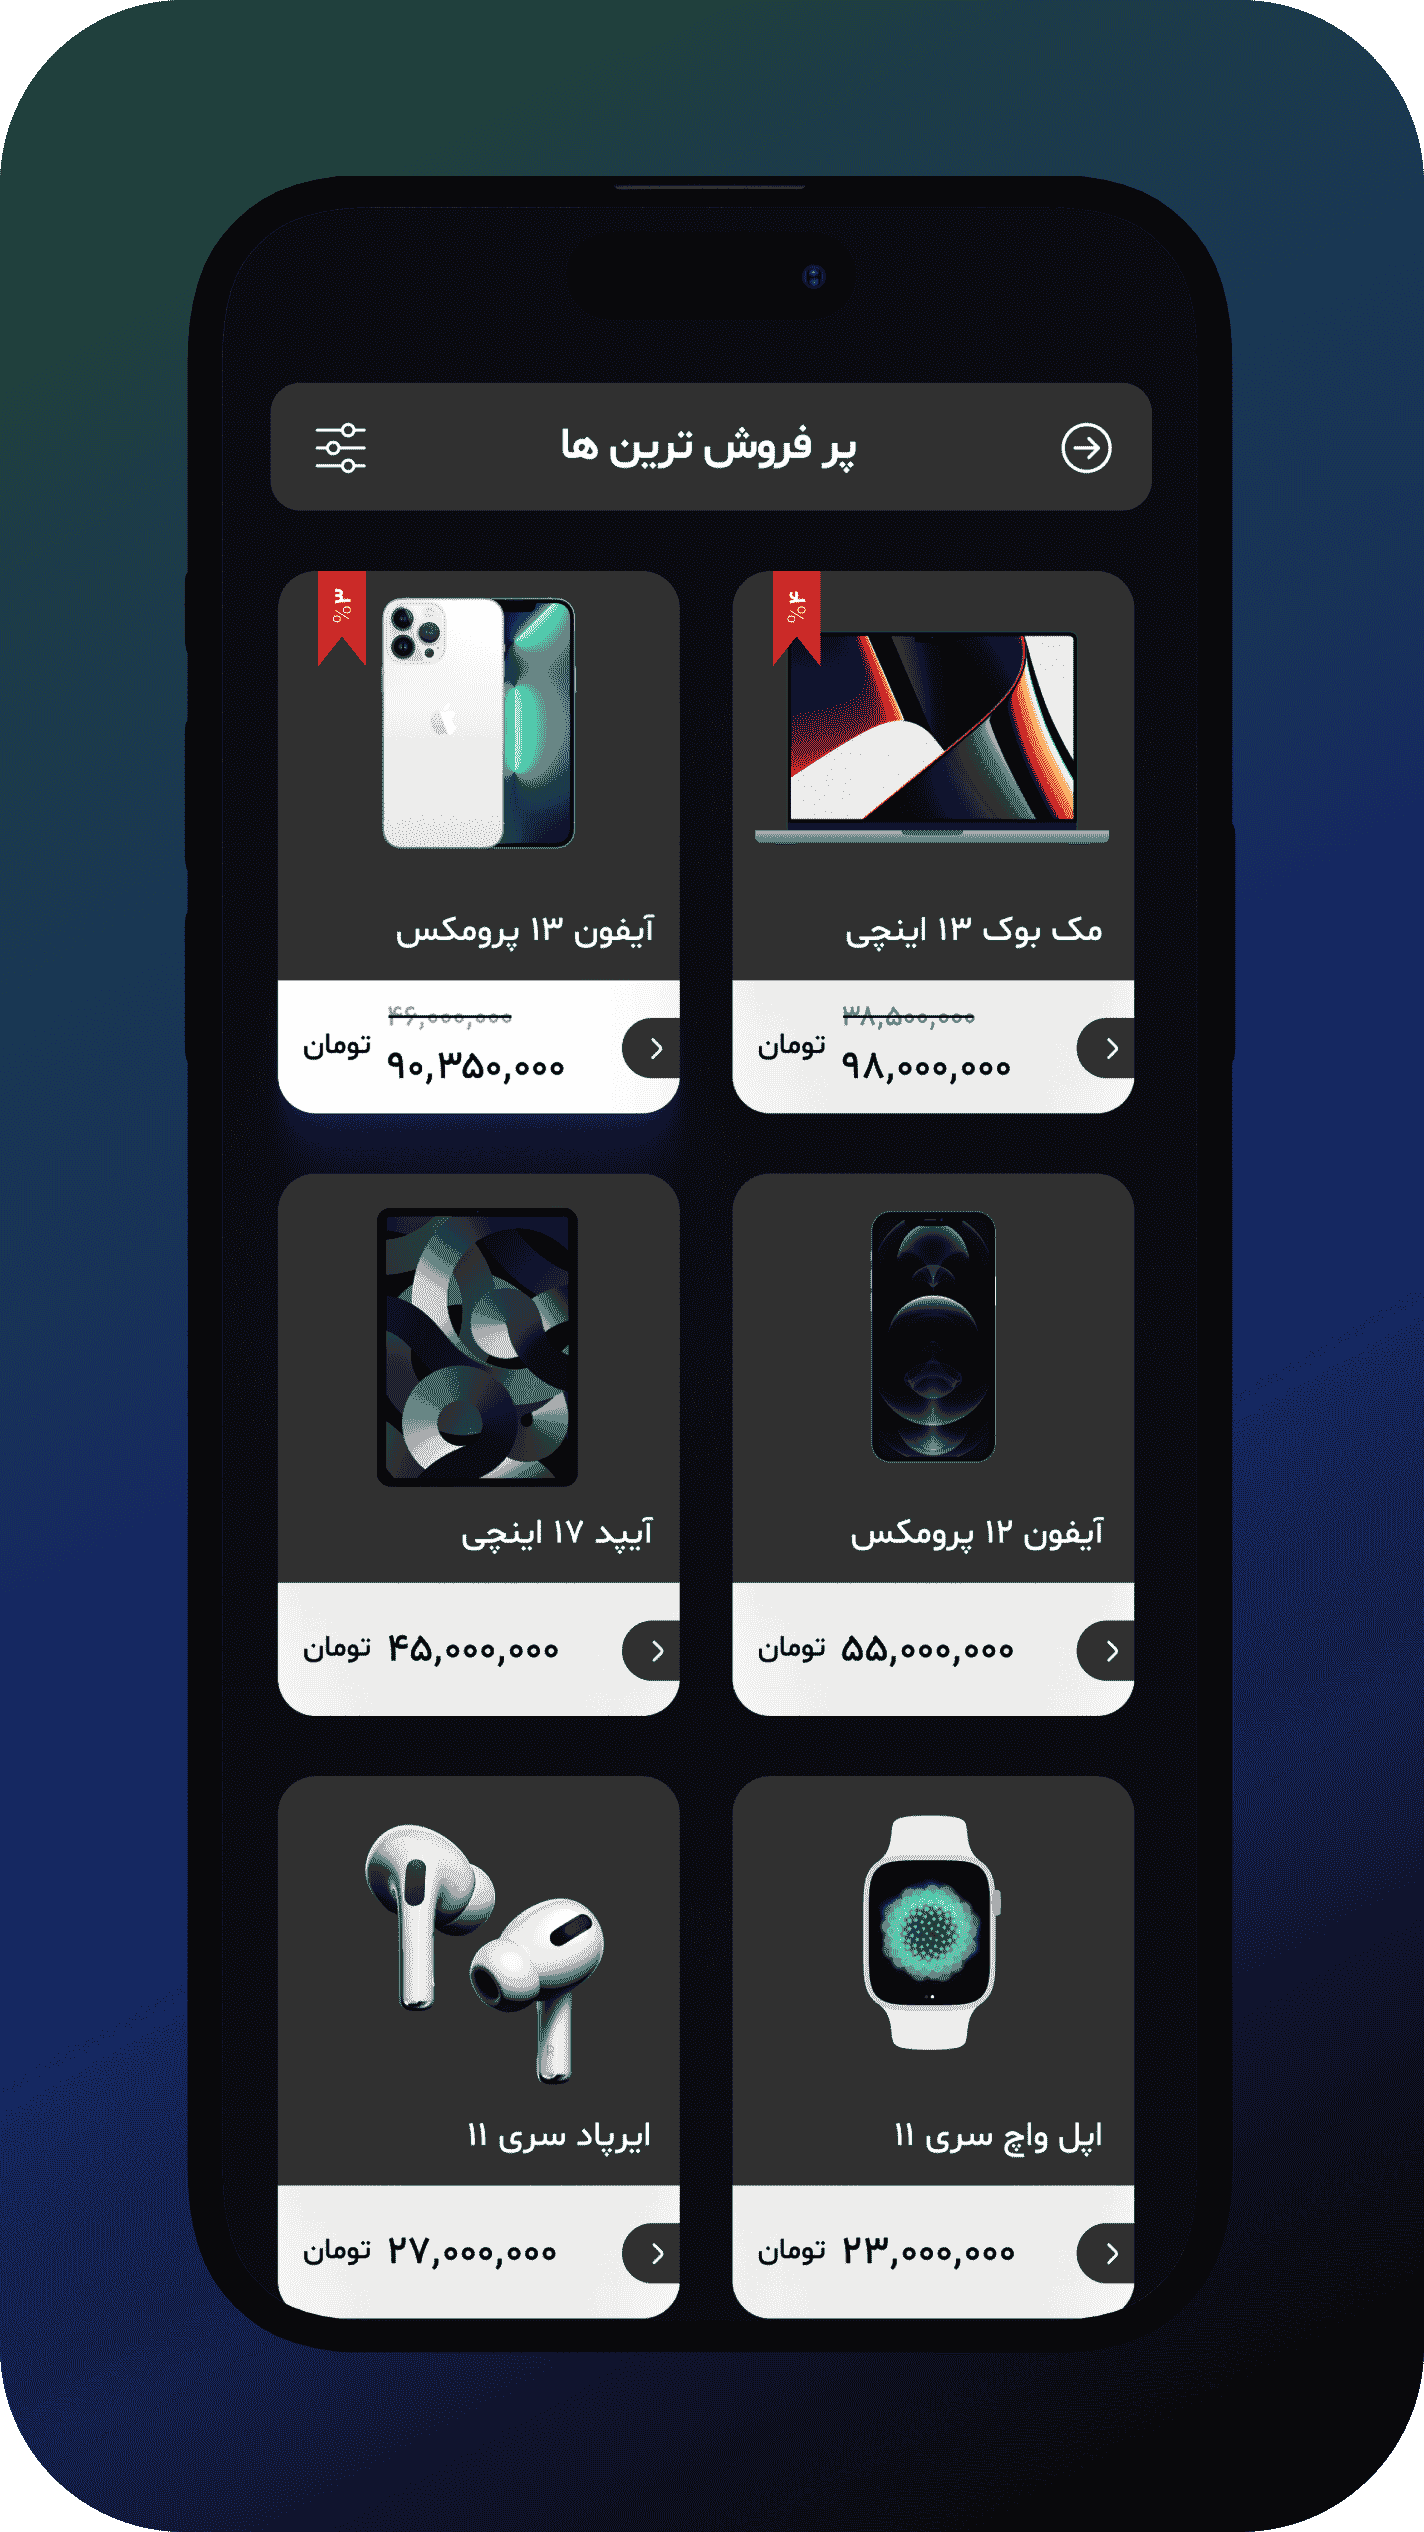 پر فروش ترین ها
%۴
مک بوک ۱۳ اینچی
۳۸,۵۰۰,۰۰۰
۹۸,۰۰۰,۰۰۰ تومان
%۳
آیفون ۱۳ پرومکس
۴۶,۰۰۰,۰۰۰
۹۰,۳۵۰,۰۰۰ تومان
آیفون ۱۲ پرومکس
۵۵,۰۰۰,۰۰۰ تومان
آیپد ۱۷ اینچی
۴۵,۰۰۰,۰۰۰ تومان
اپل واچ سری ۱۱
۲۳,۰۰۰,۰۰۰ تومان
ایرپاد سری ۱۱
۲۷,۰۰۰,۰۰۰ تومان